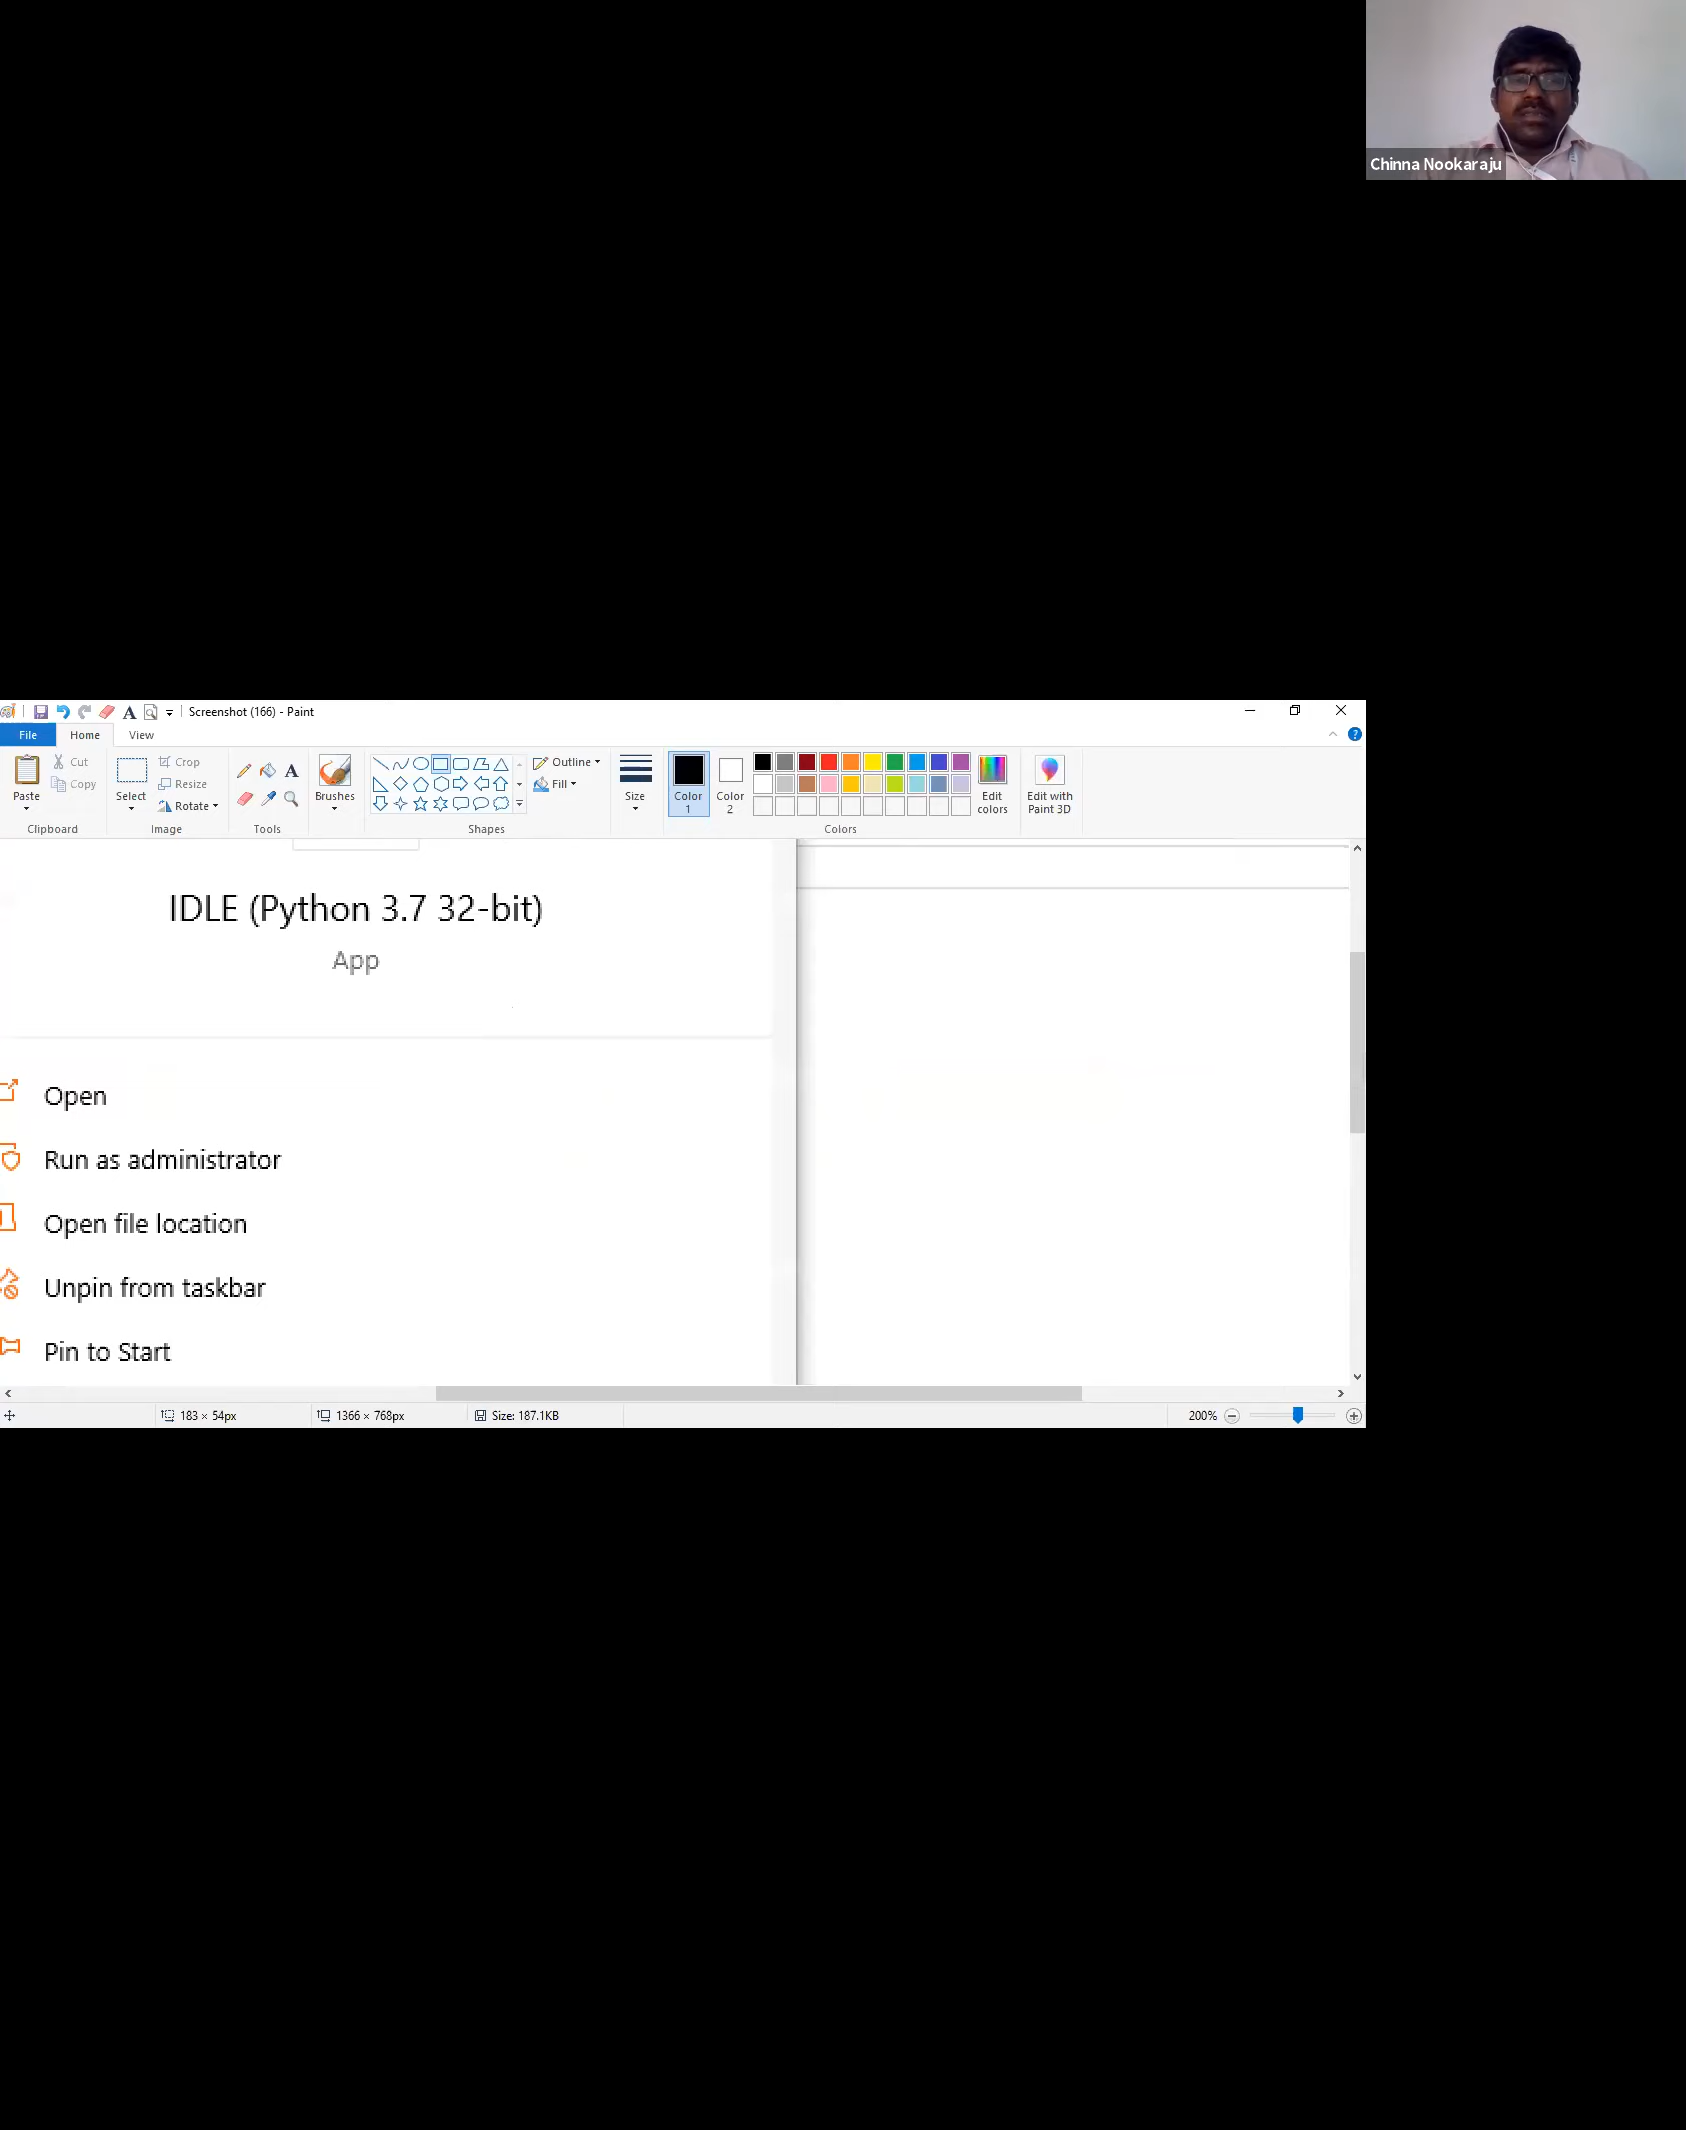 Chinna Nookaraju
Screenshot (166) - Paint
File Home View
Paste Cut Copy
Clipboard
Select Crop Resize Rotate
Image
Tools
Brushes
Shapes
Outline Fill
Size
Color 1
Color 2
Edit colors
Colors
Edit with Paint 3D
IDLE (Python 3.7 32-bit)
App
Open
Run as administrator
Open file location
Unpin from taskbar
Pin to Start
183 × 54px 1366 × 768px Size: 187.1KB 200%